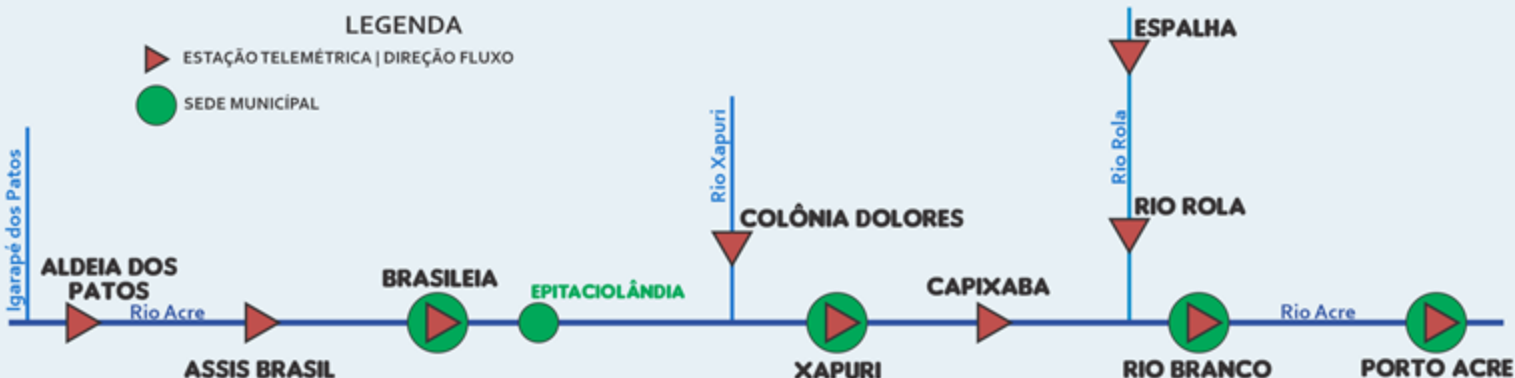 LEGENDA
ESTAÇÃO TELEMÉTRICA | DIREÇÃO FLUXO
SEDE MUNICÍPAL
Igarapé dos Patos
ALDEIA DOS
PATOS
Rio Acre
ASSIS BRASIL
BRASILEIA
EPITACIOLÂNDIA
Rio Xapuri
COLÔNIA DOLORES
XAPURI
CAPIXABA
ESPALHA
Rio Rola
RIO ROLA
RIO BRANCO
Rio Acre
PORTO ACRE